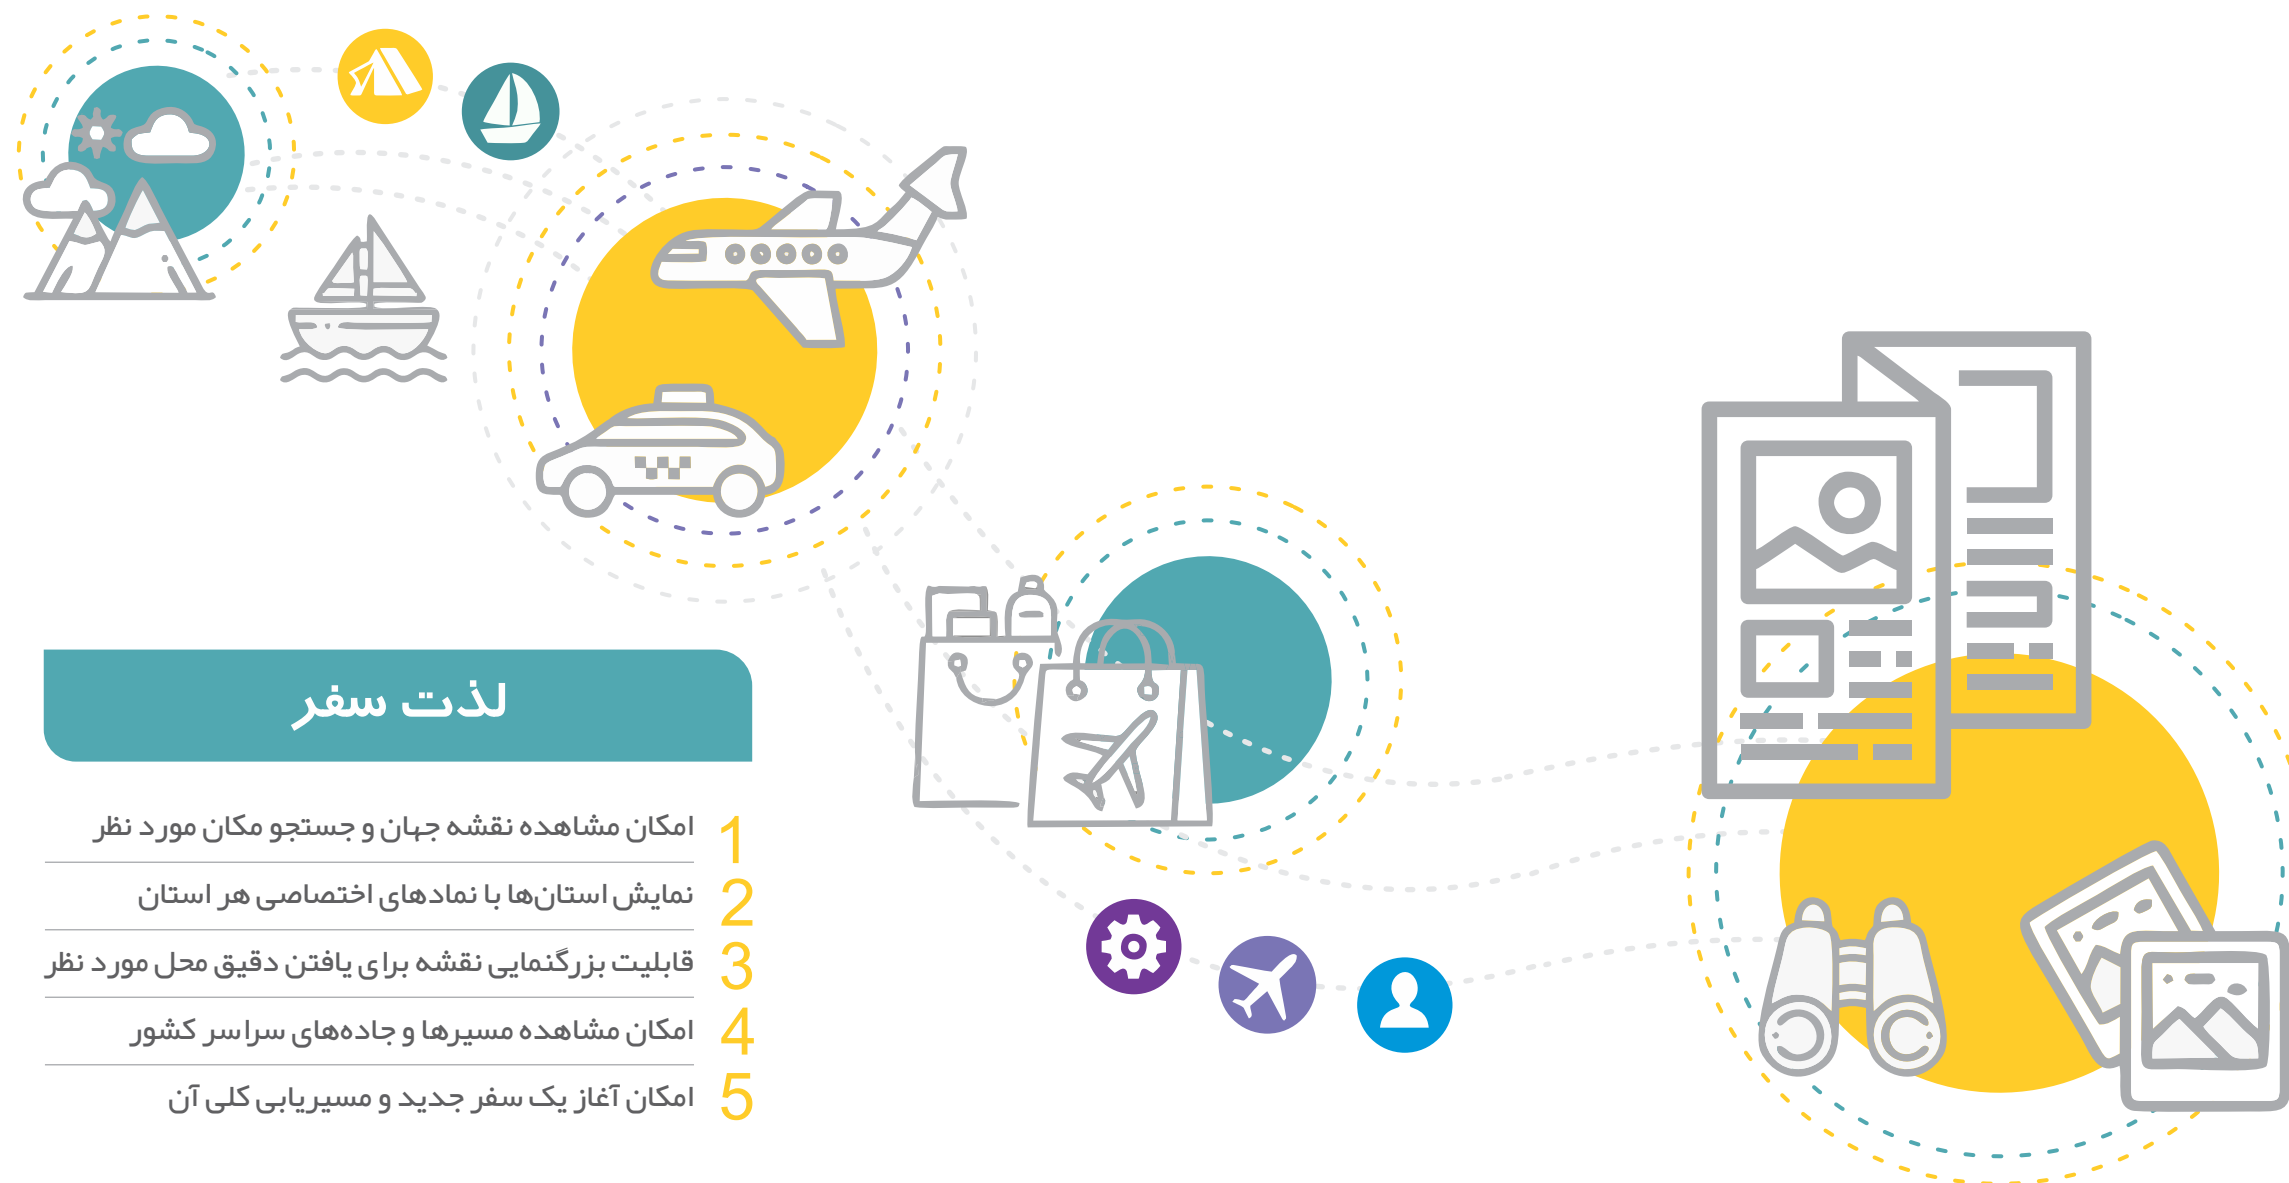 لذت سفر
1 امکان مشاهده نقشه جهان و جستجو مکان مورد نظر
2 نمایش استان‌ها با نمادهای اختصاصی هر استان
3 قابلیت بزرگنمایی نقشه برای یافتن دقیق محل مورد نظر
4 امکان مشاهده مسیرها و جاده‌های سراسر کشور
5 امکان آغاز یک سفر جدید و مسیریابی کلی آن